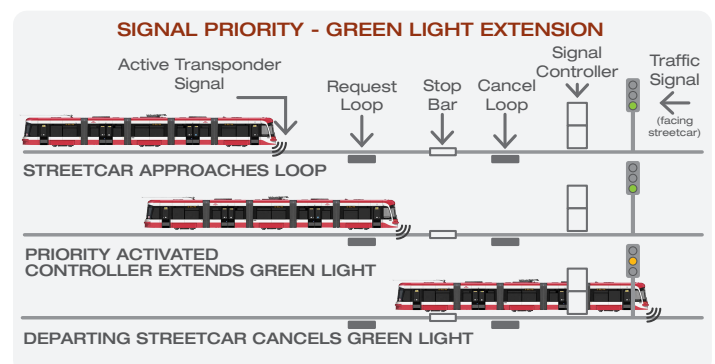 SIGNAL PRIORITY - GREEN LIGHT EXTENSION
Active Transponder
Signal
Request
Loop
Stop
Bar
Cancel
Loop
Signal
Controller
Traffic
Signal
(facing
streetcar)
STREETCAR APPROACHES LOOP
PRIORITY ACTIVATED
CONTROLLER EXTENDS GREEN LIGHT
DEPARTING STREETCAR CANCELS GREEN LIGHT